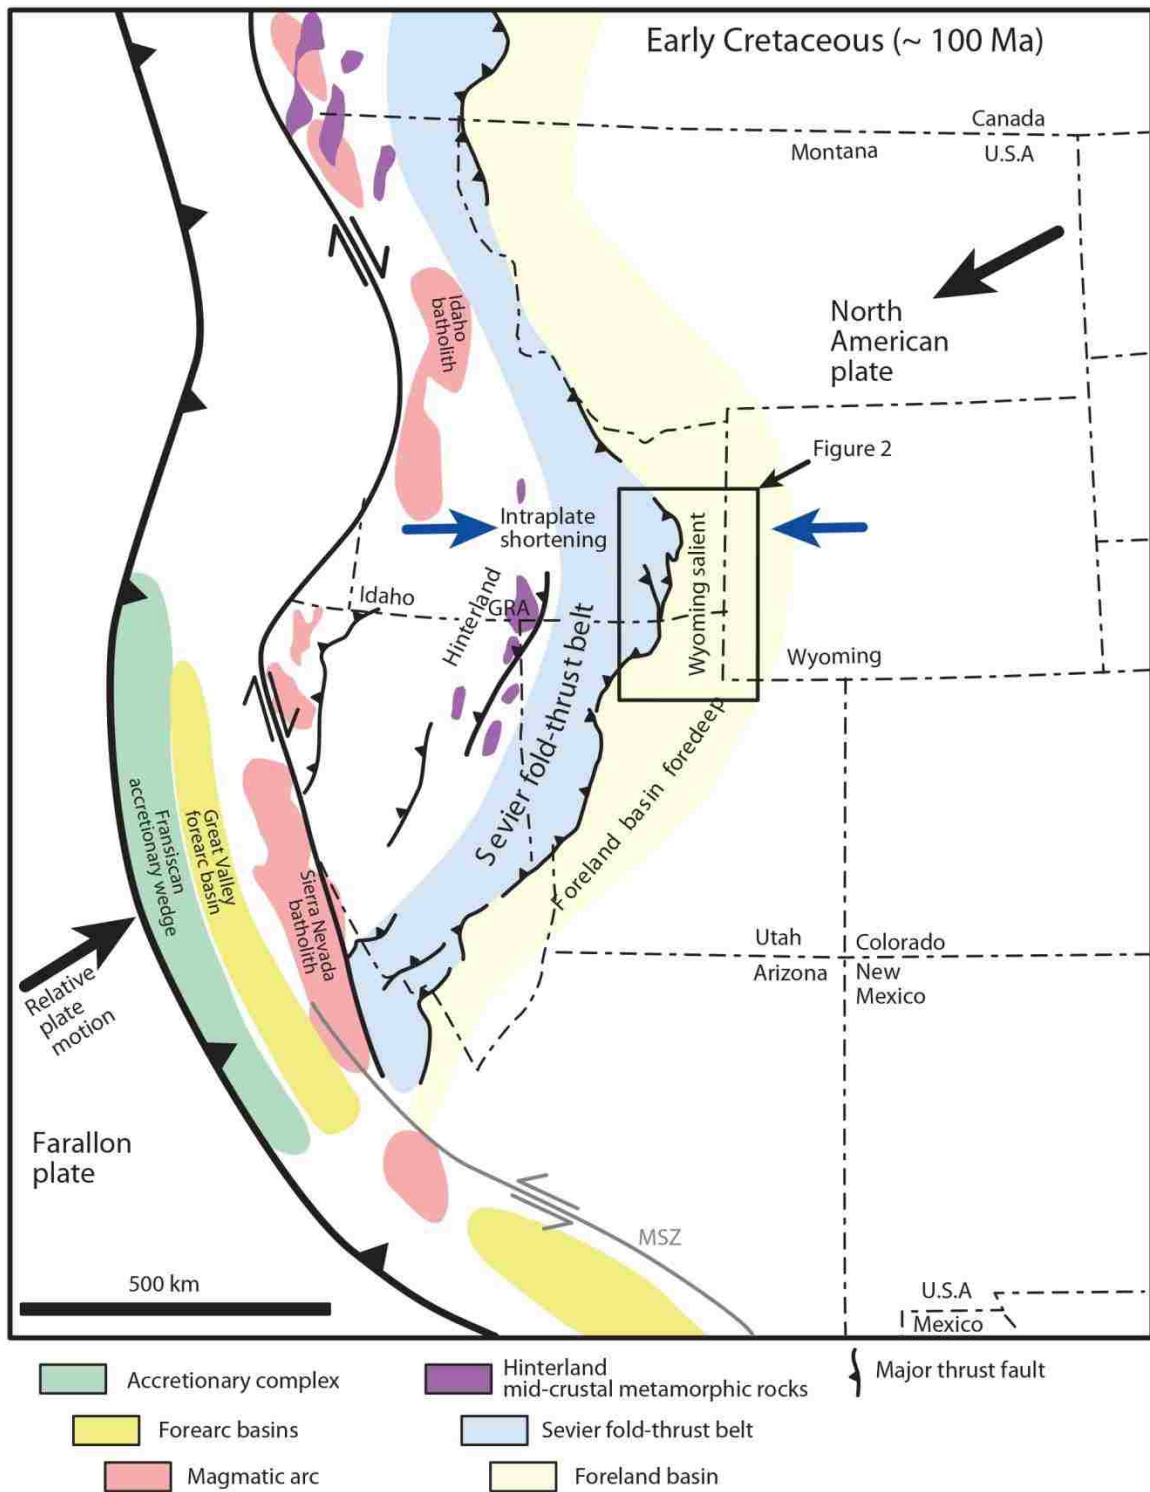 Early Cretaceous (~ 100 Ma)
Canada
Montana
U.S.A
North
American
plate
Idaho
batholith
Figure 2
Intraplate
shortening
Wyoming salient
Idaho
GRA
Hinterland
Wyoming
Sevier fold-thrust belt
Foreland basin foredeep
Fransiscan
accretionary wedge
Great Valley
forearc basin
Sierra Nevada
batholith
Utah
Colorado
Arizona
New
Mexico
Relative
plate
motion
Farallon
plate
MSZ
500 km
U.S.A
Mexico
Accretionary complex
Hinterland
mid-crustal metamorphic rocks
Major thrust fault
Forearc basins
Sevier fold-thrust belt
Magmatic arc
Foreland basin